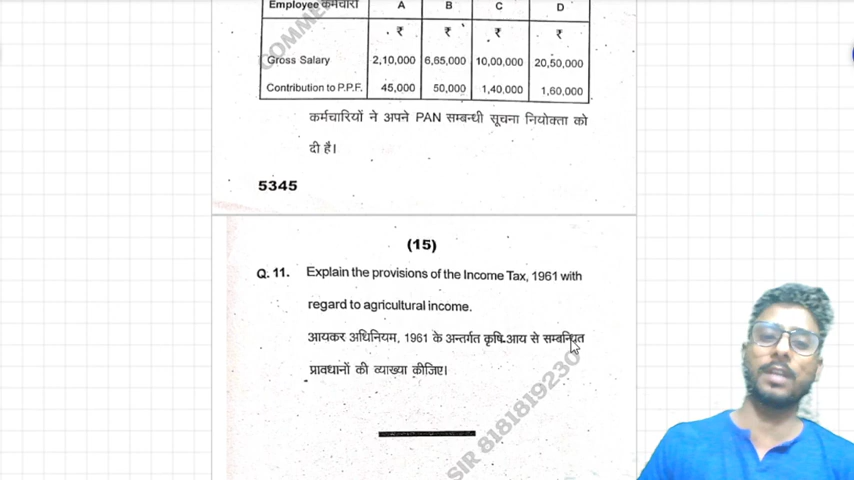 Employee कर्मचारी A B C D
₹ ₹ ₹ ₹
Gross Salary 2,10,000 6,65,000 10,00,000 20,50,000
Contribution to P.P.F. 45,000 50,000 1,40,000 1,60,000
कर्मचारियों ने अपने PAN सम्बन्धी सूचना नियोक्ता को
दी है।
5345
(15)
Q. 11. Explain the provisions of the Income Tax, 1961 with
regard to agricultural income.
आयकर अधिनियम, 1961 के अन्तर्गत कृषि आय से सम्बन्धित
प्रावधानों की व्याख्या कीजिए।
SIR 8181819230